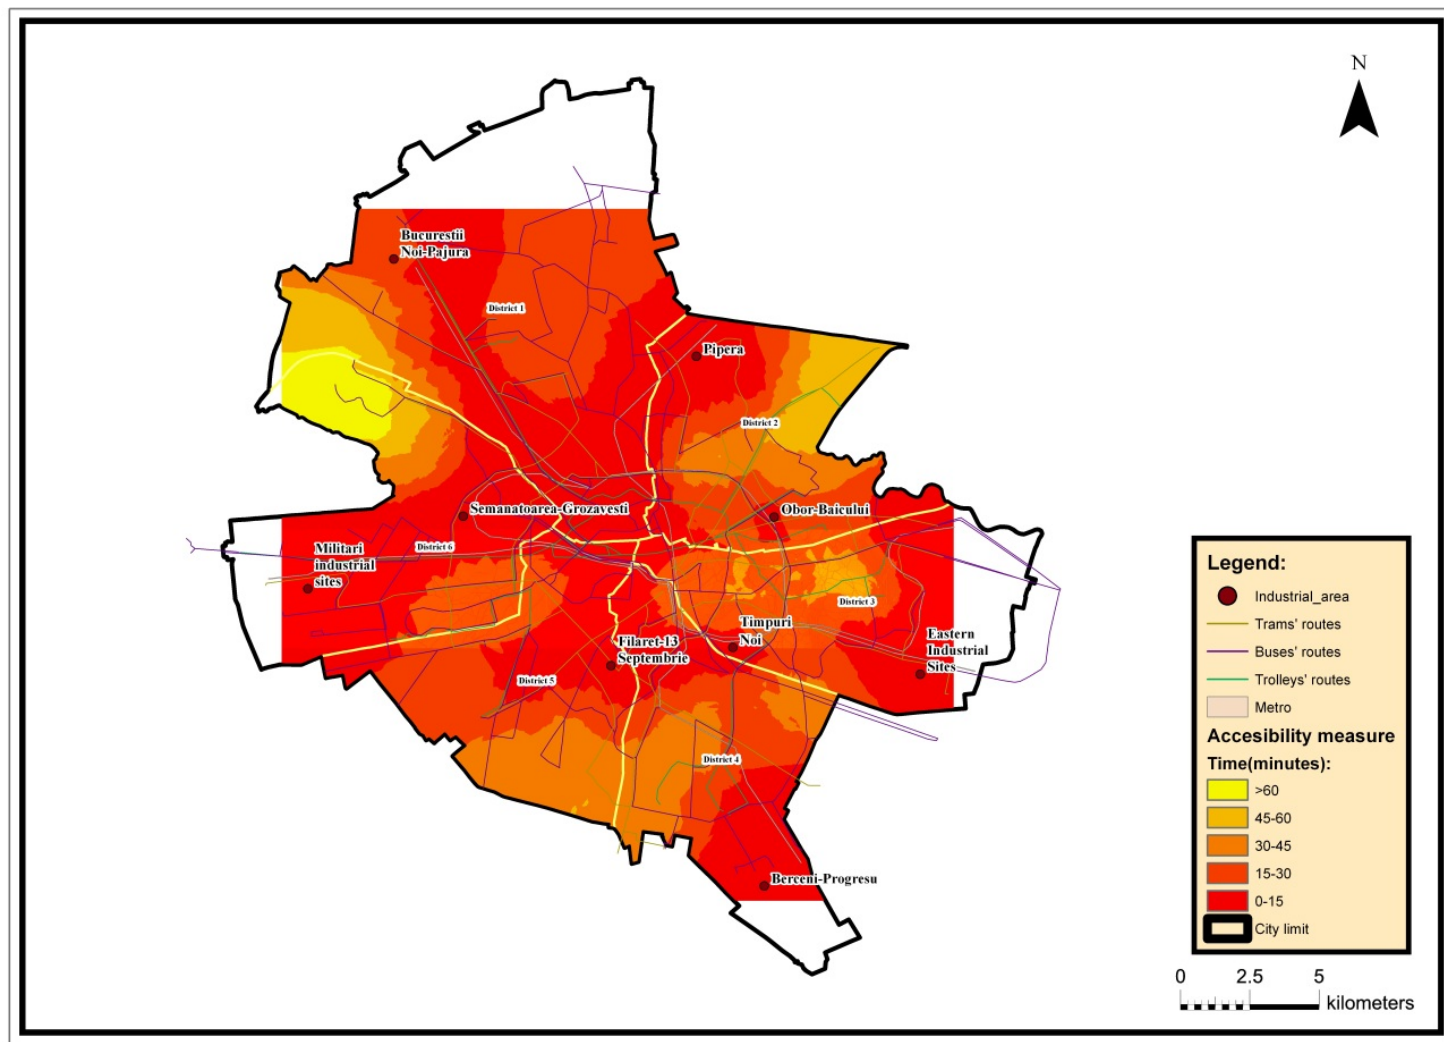 N
Bucurestii
Noi-Pajura
District 1
Pipera
District 2
Semanatoarea-Grozavesti
Obor-Baicului
District 6
Militari
industrial
sites
District 3
Timpuri
Noi
Filaret-13
Septembrie
Eastern
Industrial
Sites
District 5
District 4
Berceni-Progresu
Legend:
Industrial_area
Trams' routes
Buses' routes
Trolleys' routes
Metro
Accesibility measure
Time(minutes):
>60
45-60
30-45
15-30
0-15
City limit
0 2.5 5
kilometers